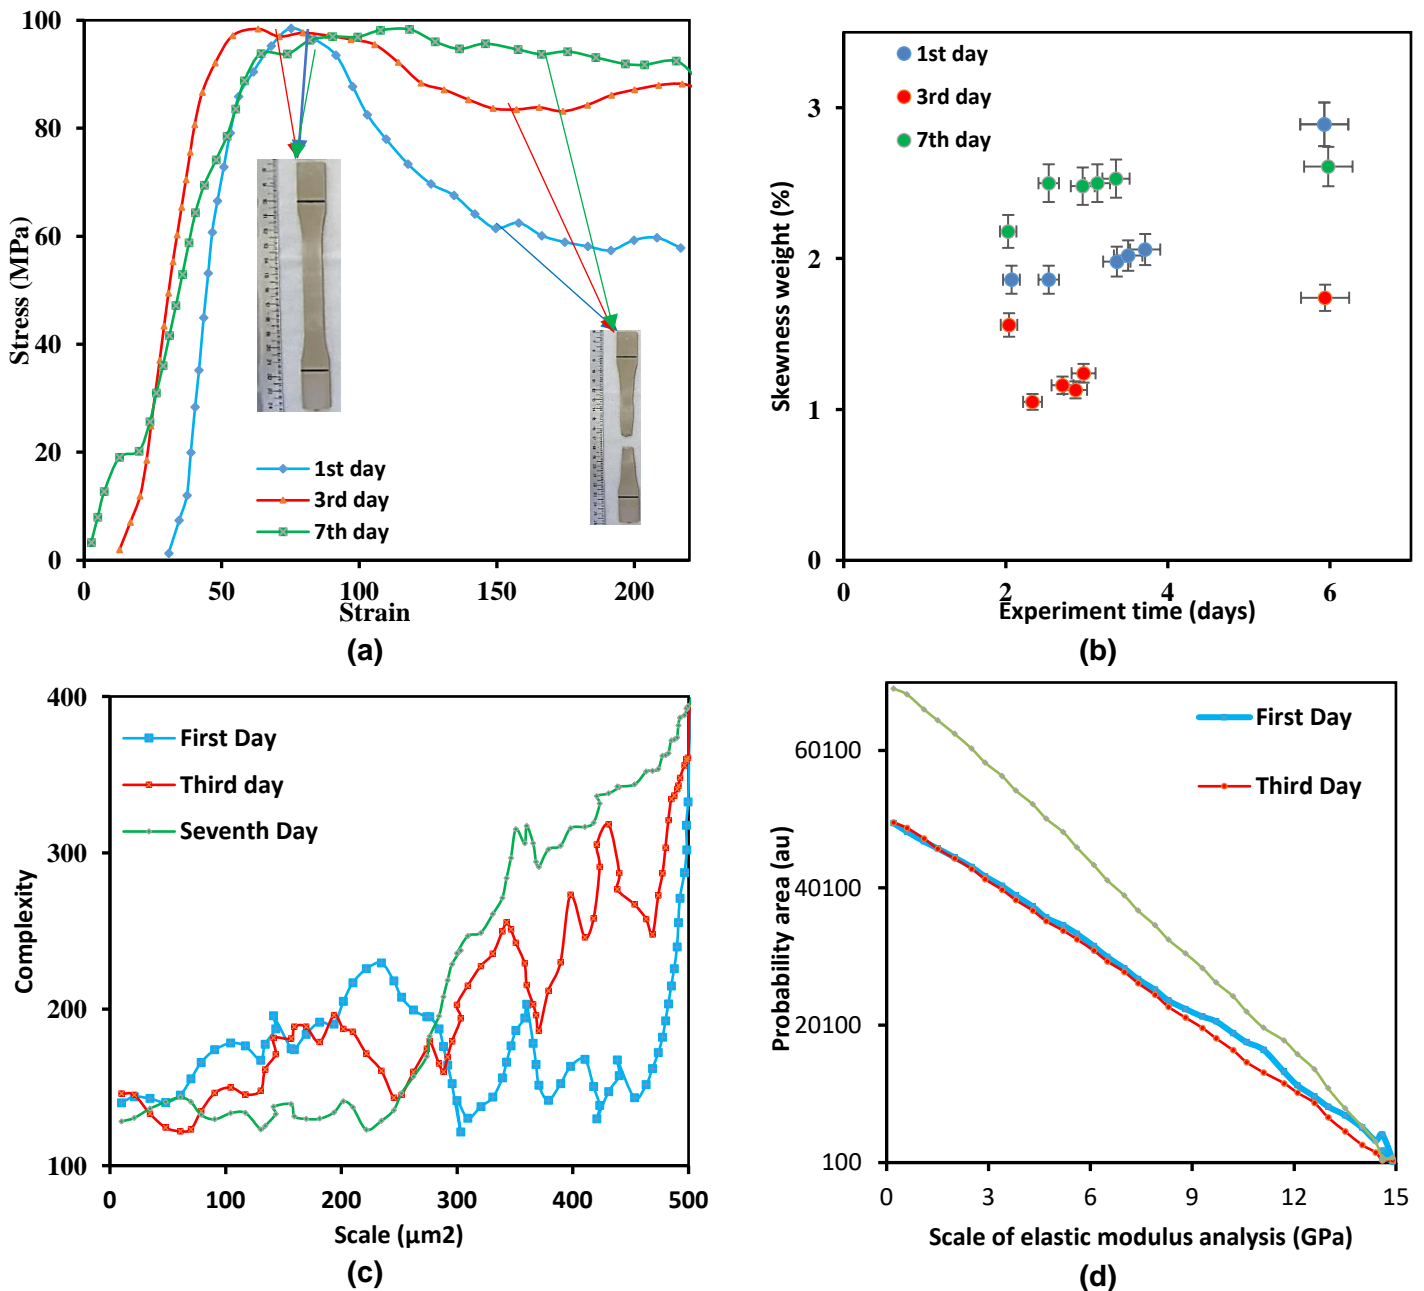 100
80
60
40
20
0
Stress (MPa)
1st day
3rd day
7th day
0 50 100 150 200
Strain
(a)
1st day
3rd day
7th day
3
2
1
0
Skewness weight (%)
0 2 4 6
Experiment time (days)
(b)
400
300
200
100
Complexity
First Day
Third day
Seventh Day
0 100 200 300 400 500
Scale (µm2)
(c)
60100
40100
20100
100
Probability area (au)
First Day
Third Day
0 3 6 9 12 15
Scale of elastic modulus analysis (GPa)
(d)